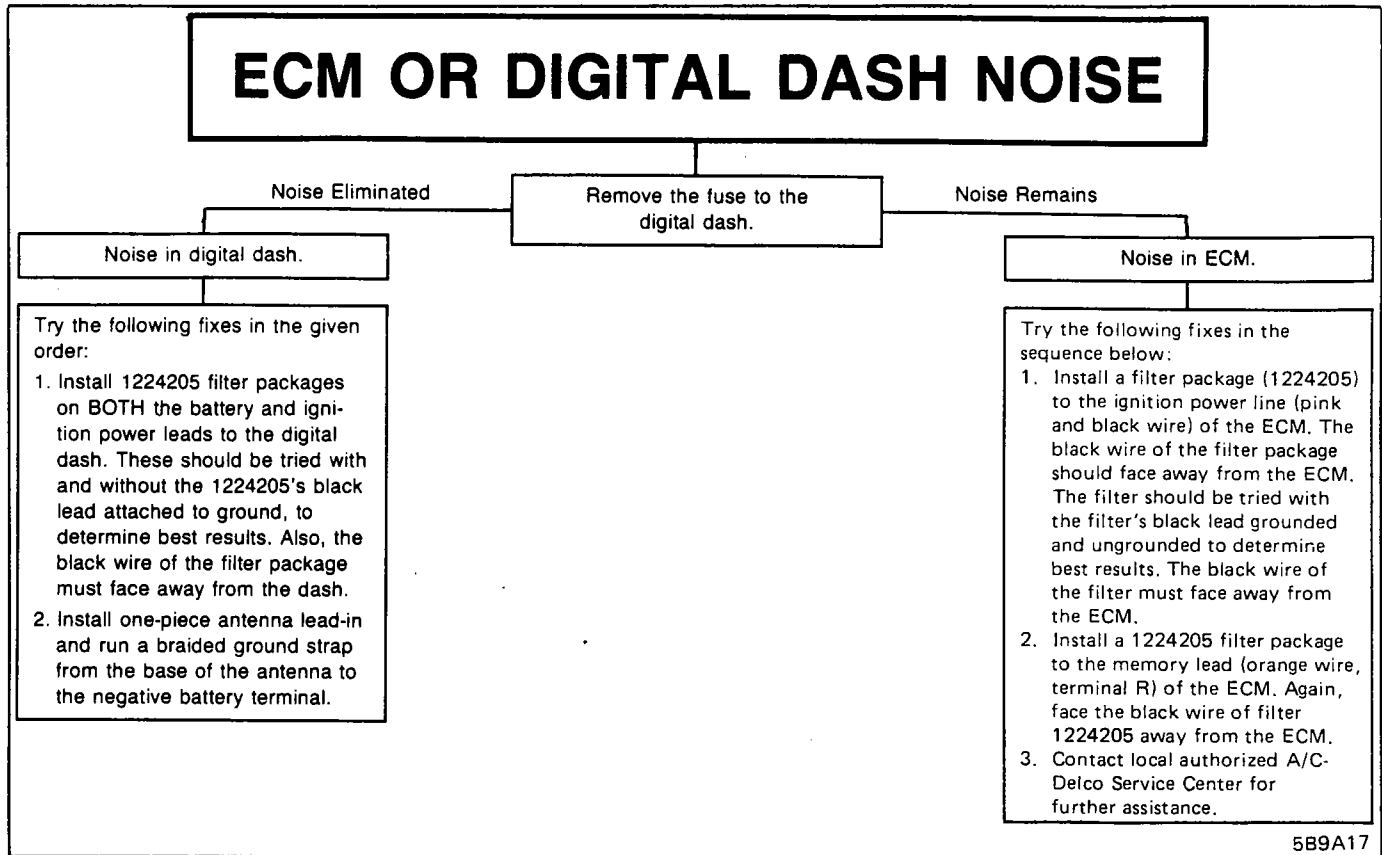 ECM OR DIGITAL DASH NOISE
Noise Eliminated
Remove the fuse to the
digital dash.
Noise Remains
Noise in digital dash.
Try the following fixes in the given
order:
1. Install 1224205 filter packages
on BOTH the battery and igni-
tion power leads to the digital
dash. These should be tried with
and without the 1224205's black
lead attached to ground, to
determine best results. Also, the
black wire of the filter package
must face away from the dash.
2. Install one-piece antenna lead-in
and run a braided ground strap
from the base of the antenna to
the negative battery terminal.
Noise in ECM.
Try the following fixes in the
sequence below:
1. Install a filter package (1224205)
to the ignition power line (pink
and black wire) of the ECM. The
black wire of the filter package
should face away from the ECM.
The filter should be tried with
the filter's black lead grounded
and ungrounded to determine
best results. The black wire of
the filter must face away from
the ECM.
2. Install a 1224205 filter package
to the memory lead (orange wire,
terminal R) of the ECM. Again,
face the black wire of filter
1224205 away from the ECM.
3. Contact local authorized A/C-
Delco Service Center for
further assistance.
5B9A17